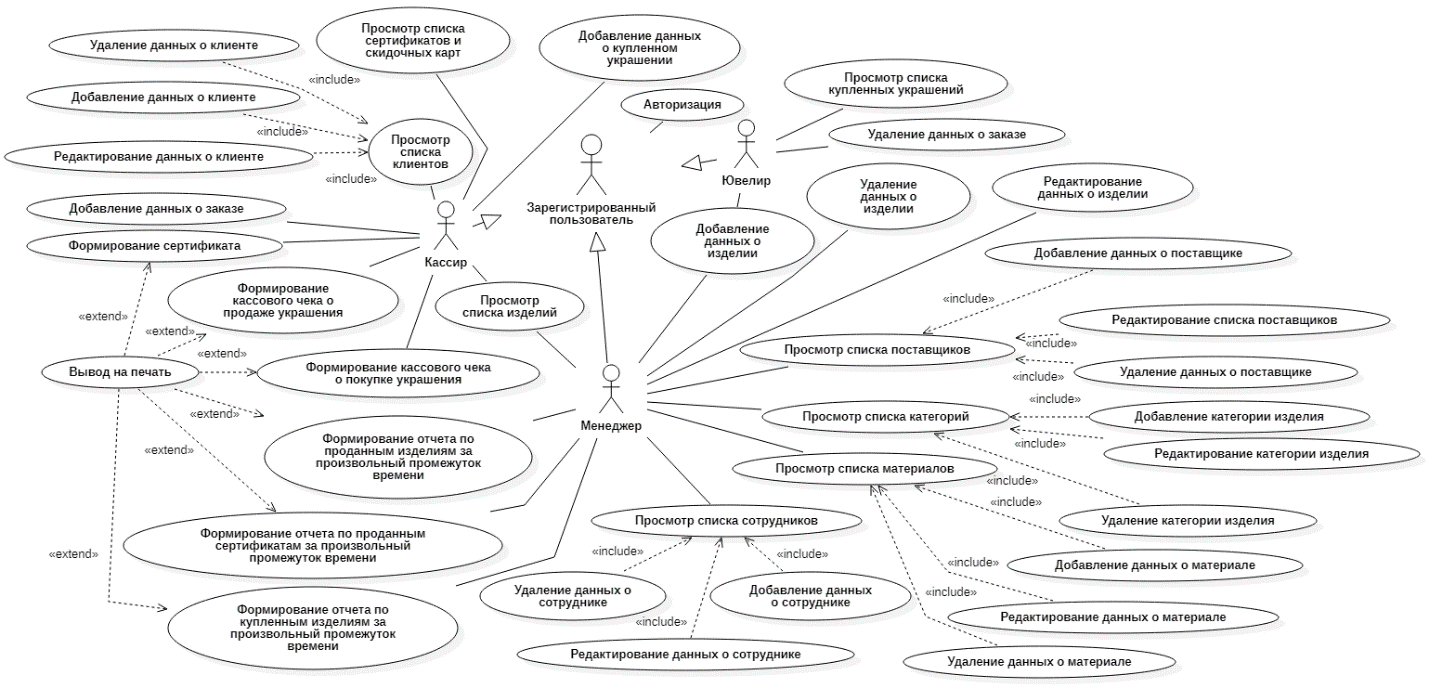 Просмотр списка
сертификатов и
скидочных карт
Добавление данных
о купленном
украшении
Удаление данных о клиенте
«include»
Просмотр списка
купленных украшений
Добавление данных о клиенте
«include»
Авторизация
Удаление данных о заказе
Просмотр
списка
клиентов
Редактирование данных о клиенте
«include»
Ювелир
Удаление
данных о
изделии
Редактирование
данных о изделии
Зарегистрированный
пользователь
Добавление данных о заказе
Формирование сертификата
Добавление
данных о
изделии
Кассир
Добавление данных о поставщике
«include»
Формирование
кассового чека о
продаже украшения
Просмотр
списка изделий
«extend»
«extend»
Редактирование списка поставщиков
«include»
Просмотр списка поставщиков
«extend»
Вывод на печать
Формирование кассового чека
о покупке украшения
Удаление данных о поставщике
«include»
«include»
«extend»
Просмотр списка категорий
Добавление категории изделия
Менеджер
«include»
Редактирование категории изделия
Формирование отчета по
проданным изделиям за
произвольный промежуток
времени
«extend»
Просмотр списка материалов
«include»
«include»
Просмотр списка сотрудников
Удаление категории изделия
Формирование отчета по проданным
сертификатам за произвольный
промежуток времени
«extend»
«include»
«include»
«include»
Добавление данных о материале
Удаление данных о
сотруднике
Добавление данных
о сотруднике
«include»
Формирование отчета по
купленным изделиям за
произвольный промежуток
времени
«include»
Редактирование данных о материале
Редактирование данных о сотруднике
Удаление данных о материале